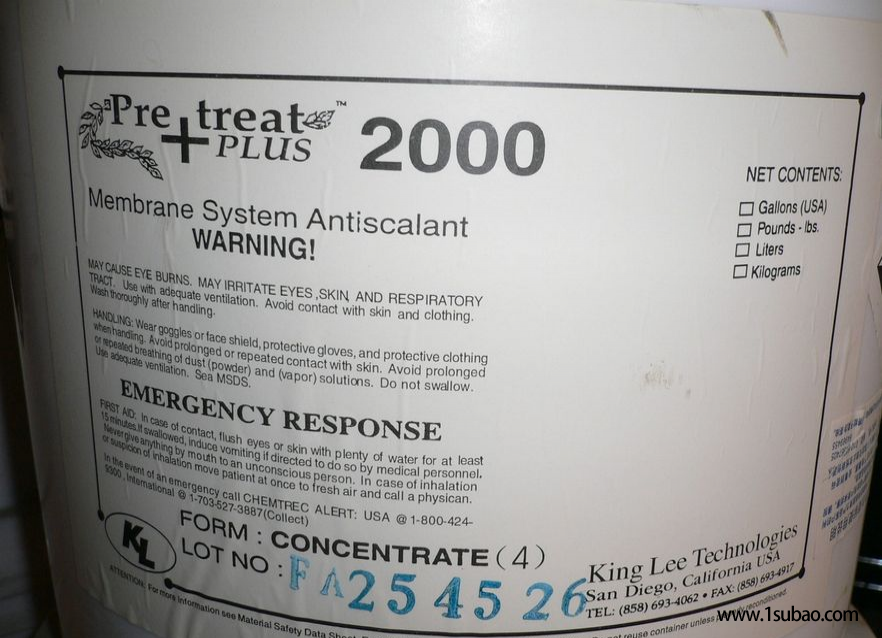 Pre treat™
+ PLUS
2000
NET CONTENTS:
Gallons (USA)
Pounds - lbs.
Liters
Kilograms
Membrane System Antiscalant
WARNING!
MAY CAUSE EYE BURNS. MAY IRRITATE EYES ,SKIN, AND RESPIRATORY
TRACT. Use with adequate ventilation. Avoid contact with skin and clothing.
Wash thoroughly after handling.
HANDLING: Wear goggles or face shield, protective gloves, and protective clothing
when handling. Avoid prolonged or repeated contact with skin. Avoid prolonged
or repeated breathing of dust (powder) and (vapor) solutions. Do not swallow.
Use adequate ventilation. Sea MSDS.
EMERGENCY RESPONSE
FIRST AID: In case of contact, flush eyes or skin with plenty of water for at least
15 minutes.If swallowed, induce vomiting if directed to do so by medical personnel.
Never give anything by mouth to an unconscious person. In case of inhalation
or suspicion of inhalation move patient at once to fresh air and call a physican.
In the event of an emergency call CHEMTREC ALERT: USA @ 1-800-424-
9300 , International @ 1-703-527-3887(Collect)
KL
FORM : CONCENTRATE (4)
LOT NO : FA254526
King Lee Technologies
San Diego, California USA
TEL: (858) 693-4062 • FAX: (858) 693-4917
ATTENTION: For more information see Material Safety Data
reuse container unless reconditioned.
www.1subao.com